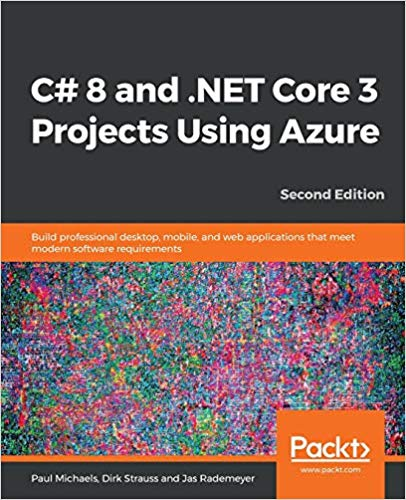 C# 8 and .NET Core 3
Projects Using Azure
Second Edition
Build professional desktop, mobile, and web applications that meet
modern software requirements
Packt>
www.packt.com
Paul Michaels, Dirk Strauss and Jas Rademeyer